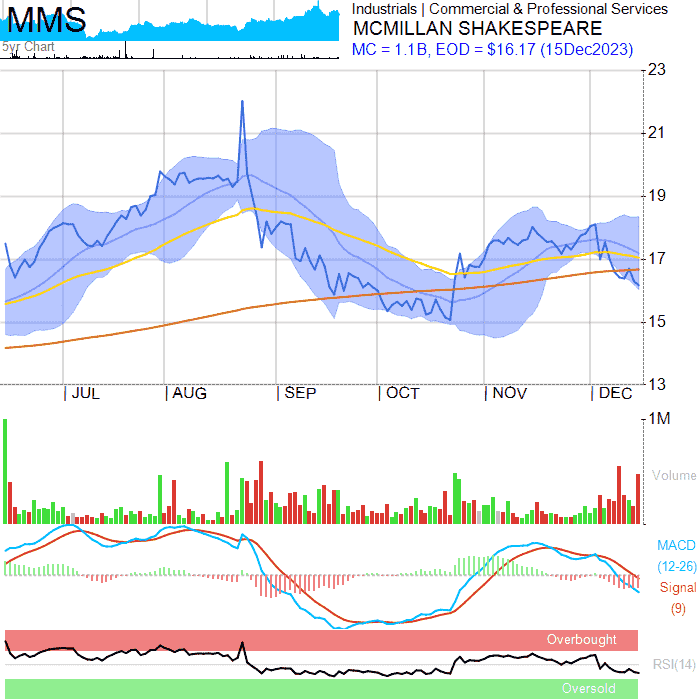 MMS
5yr Chart
Industrials | Commercial & Professional Services
MCMILLAN SHAKESPEARE
MC = 1.1B, EOD = $16.17 (15Dec2023)
23
21
19
17
15
13
JUL AUG SEP OCT NOV DEC
1M
Volume
MACD
(12-26)
Signal
(9)
Overbought
RSI(14)
Oversold